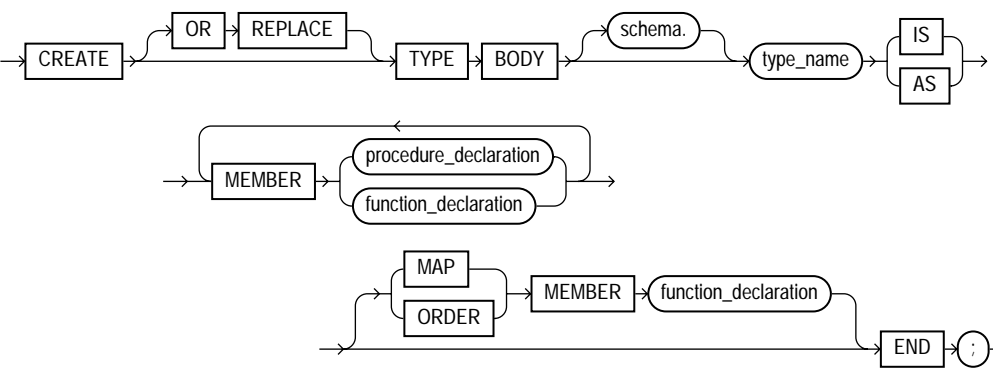 OR REPLACE schema. IS
CREATE TYPE BODY type_name
AS
procedure_declaration
MEMBER
function_declaration
MAP
MEMBER function_declaration
ORDER
END ;